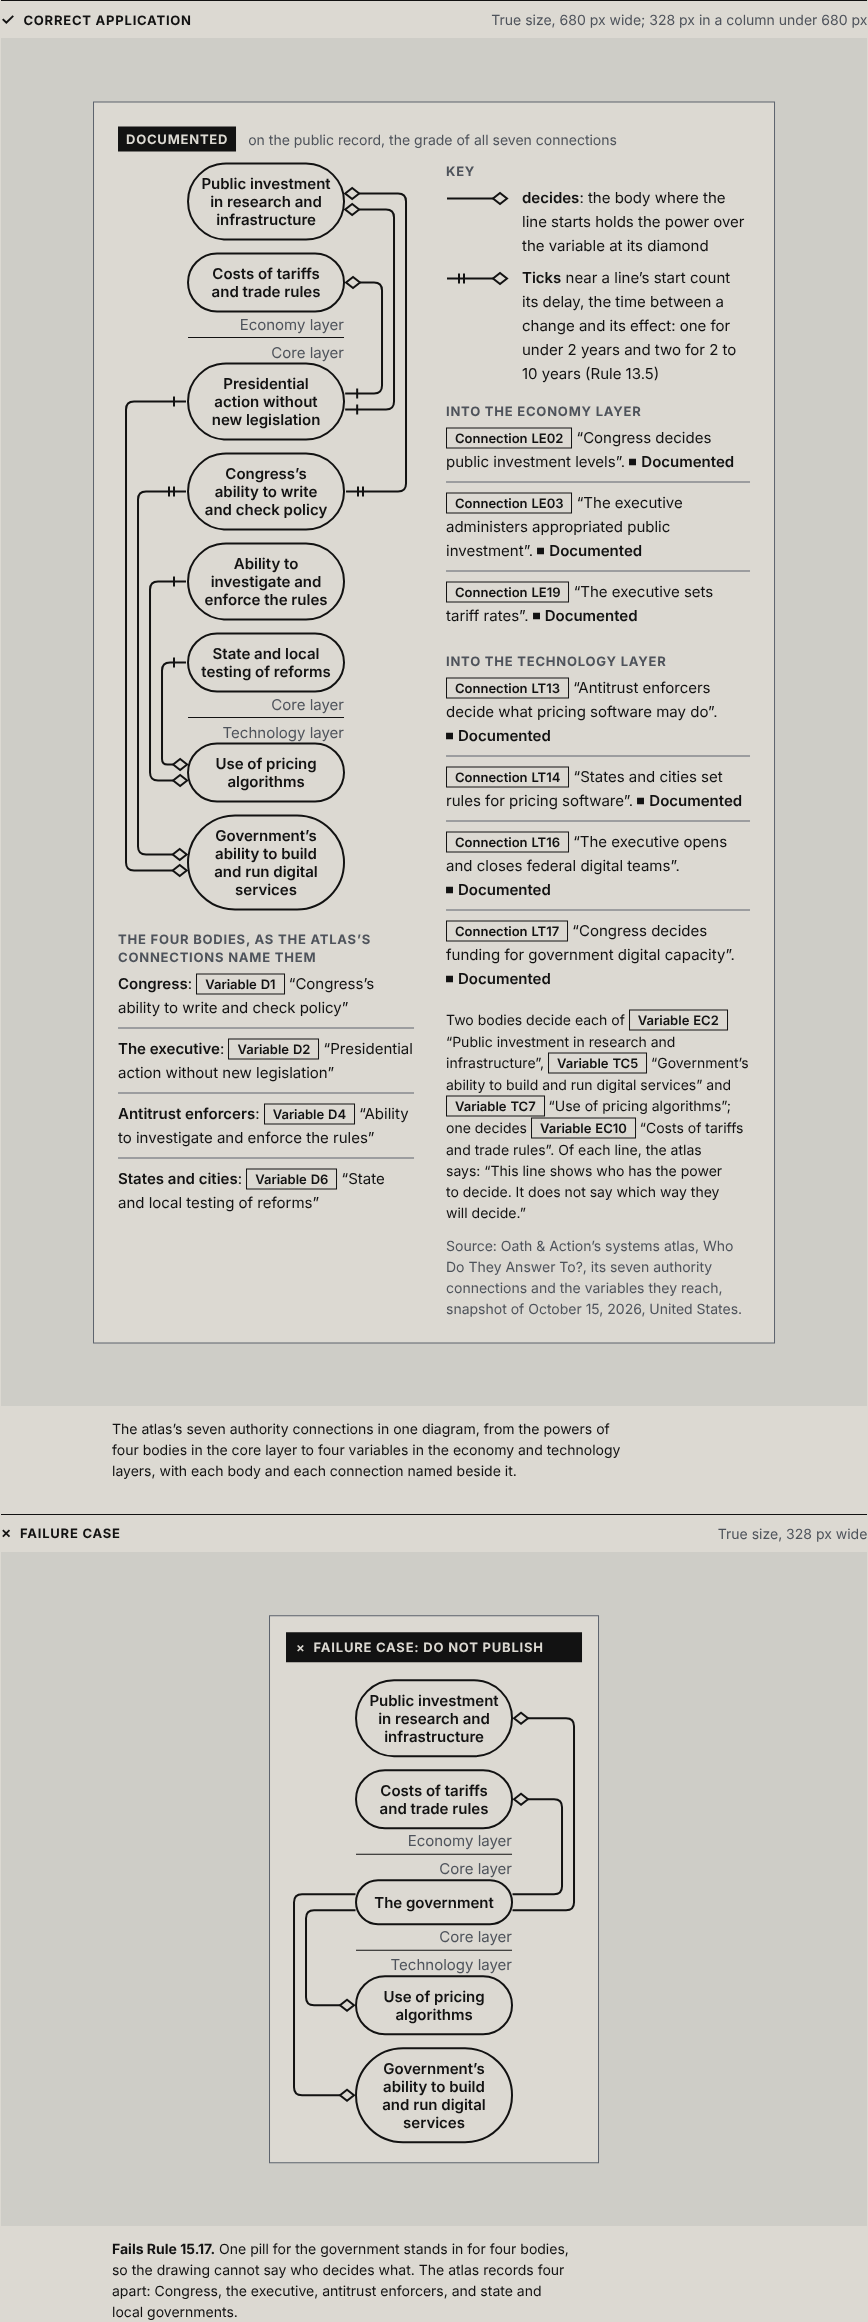 ✓ CORRECT APPLICATION
True size, 680 px wide; 328 px in a column under 680 px
DOCUMENTED on the public record, the grade of all seven connections
Public investment
in research and
infrastructure
Costs of tariffs
and trade rules
Economy layer
Core layer
Presidential
action without
new legislation
Congress’s
ability to write
and check policy
Ability to
investigate and
enforce the rules
State and local
testing of reforms
Core layer
Technology layer
Use of pricing
algorithms
Government’s
ability to build
and run digital
services
THE FOUR BODIES, AS THE ATLAS’S
CONNECTIONS NAME THEM
Congress: Variable D1 “Congress’s
ability to write and check policy”
The executive: Variable D2 “Presidential
action without new legislation”
Antitrust enforcers: Variable D4 “Ability
to investigate and enforce the rules”
States and cities: Variable D6 “State
and local testing of reforms”
KEY
decides: the body where the
line starts holds the power over
the variable at its diamond
Ticks near a line’s start count
its delay, the time between a
change and its effect: one for
under 2 years and two for 2 to
10 years (Rule 13.5)
INTO THE ECONOMY LAYER
Connection LE02 “Congress decides
public investment levels”. ■ Documented
Connection LE03 “The executive
administers appropriated public
investment”. ■ Documented
Connection LE19 “The executive sets
tariff rates”. ■ Documented
INTO THE TECHNOLOGY LAYER
Connection LT13 “Antitrust enforcers
decide what pricing software may do”.
■ Documented
Connection LT14 “States and cities set
rules for pricing software”. ■ Documented
Connection LT16 “The executive opens
and closes federal digital teams”.
■ Documented
Connection LT17 “Congress decides
funding for government digital capacity”.
■ Documented
Two bodies decide each of Variable EC2
“Public investment in research and
infrastructure”, Variable TC5 “Government’s
ability to build and run digital services” and
Variable TC7 “Use of pricing algorithms”;
one decides Variable EC10 “Costs of tariffs
and trade rules”. Of each line, the atlas
says: “This line shows who has the power
to decide. It does not say which way they
will decide.”
Source: Oath & Action’s systems atlas, Who
Do They Answer To?, its seven authority
connections and the variables they reach,
snapshot of October 15, 2026, United States.
The atlas’s seven authority connections in one diagram, from the powers of
four bodies in the core layer to four variables in the economy and technology
layers, with each body and each connection named beside it.
× FAILURE CASE
True size, 328 px wide
× FAILURE CASE: DO NOT PUBLISH
Public investment
in research and
infrastructure
Costs of tariffs
and trade rules
Economy layer
Core layer
The government
Core layer
Technology layer
Use of pricing
algorithms
Government’s
ability to build
and run digital
services
Fails Rule 15.17. One pill for the government stands in for four bodies,
so the drawing cannot say who decides what. The atlas records four
apart: Congress, the executive, antitrust enforcers, and state and
local governments.